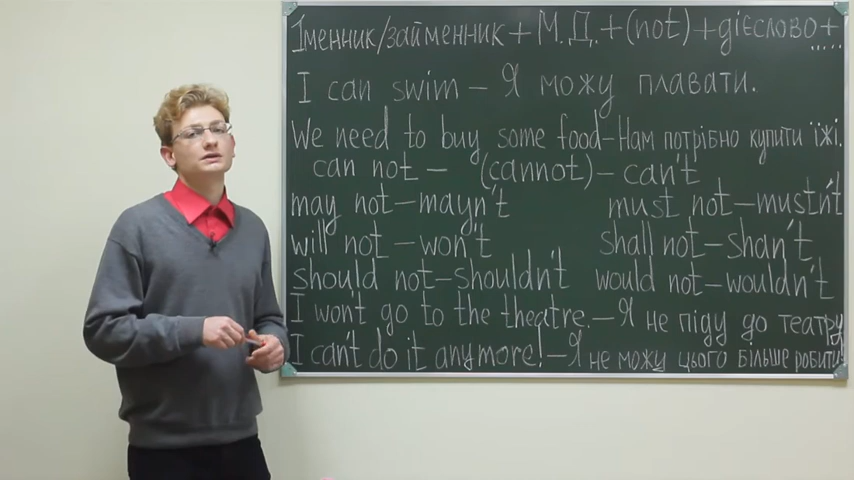 Іменник/займенник + М.Д. + (not) + дієслово + .....
I can swim – Я можу плавати.
We need to buy some food – Нам потрібно купити їжі.
can not – (cannot) – can't
may not – mayn't must not – mustn't
will not – won't shall not – shan't
should not – shouldn't would not – wouldn't
I won't go to the theatre. – Я не піду до театру
I can't do it anymore! – Я не можу цього більше робити!